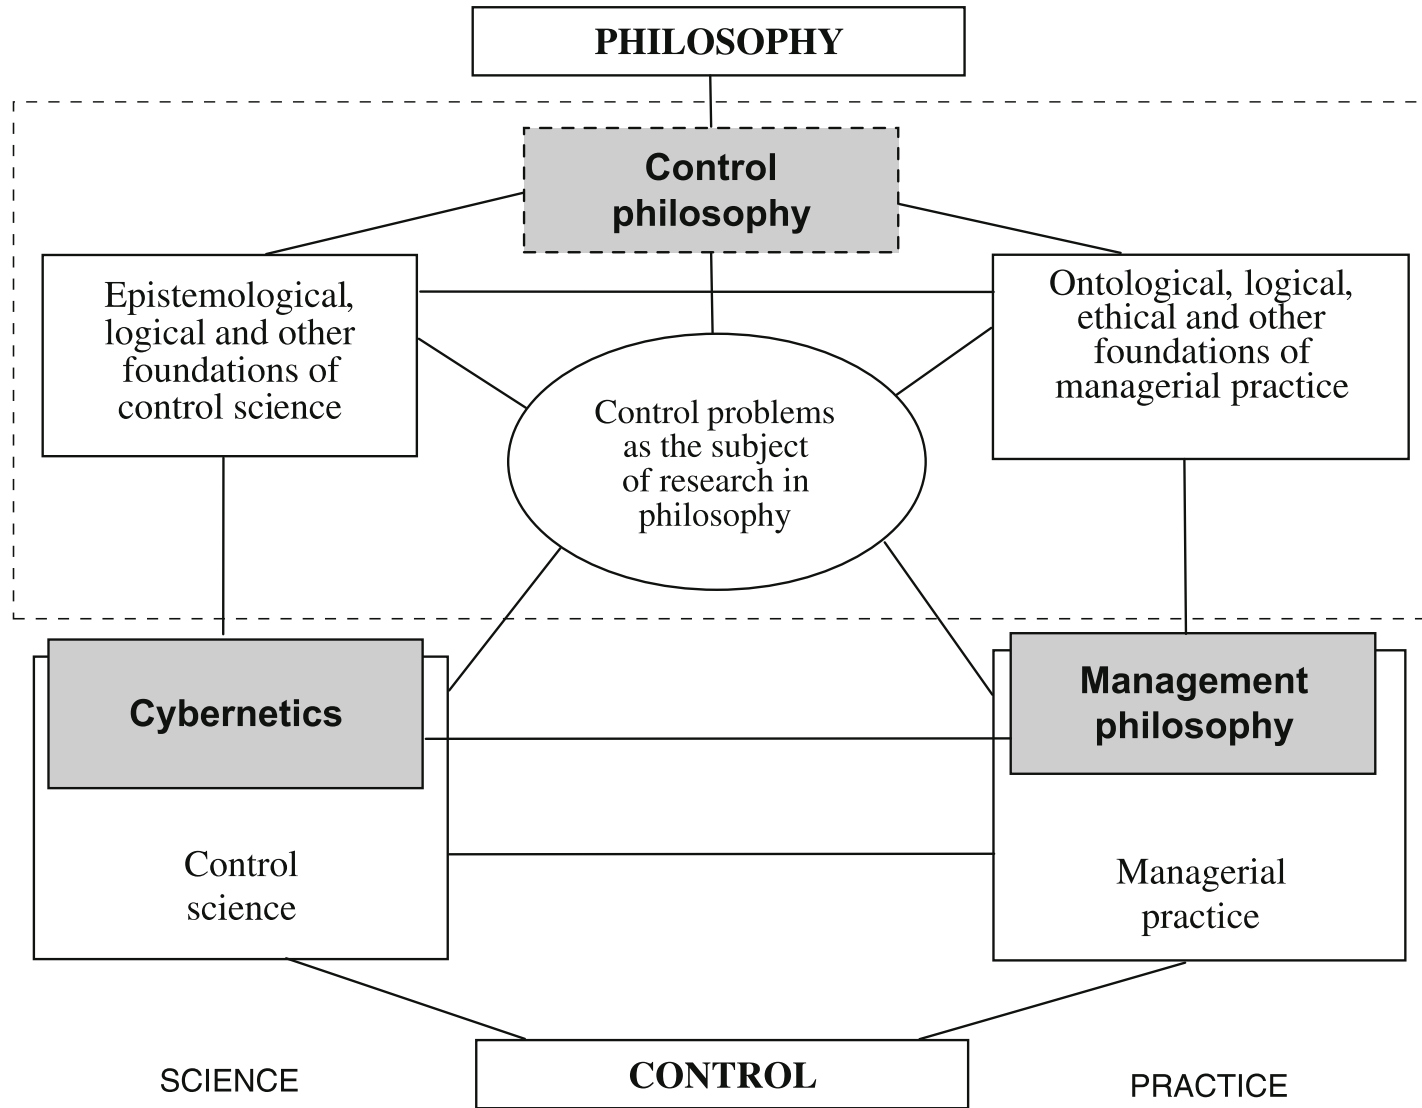 PHILOSOPHY
Control
philosophy
Epistemological,
logical and other
foundations of
control science
Ontological, logical,
ethical and other
foundations of
managerial practice
Control problems
as the subject
of research in
philosophy
Cybernetics
Management
philosophy
Control
science
Managerial
practice
SCIENCE
CONTROL
PRACTICE